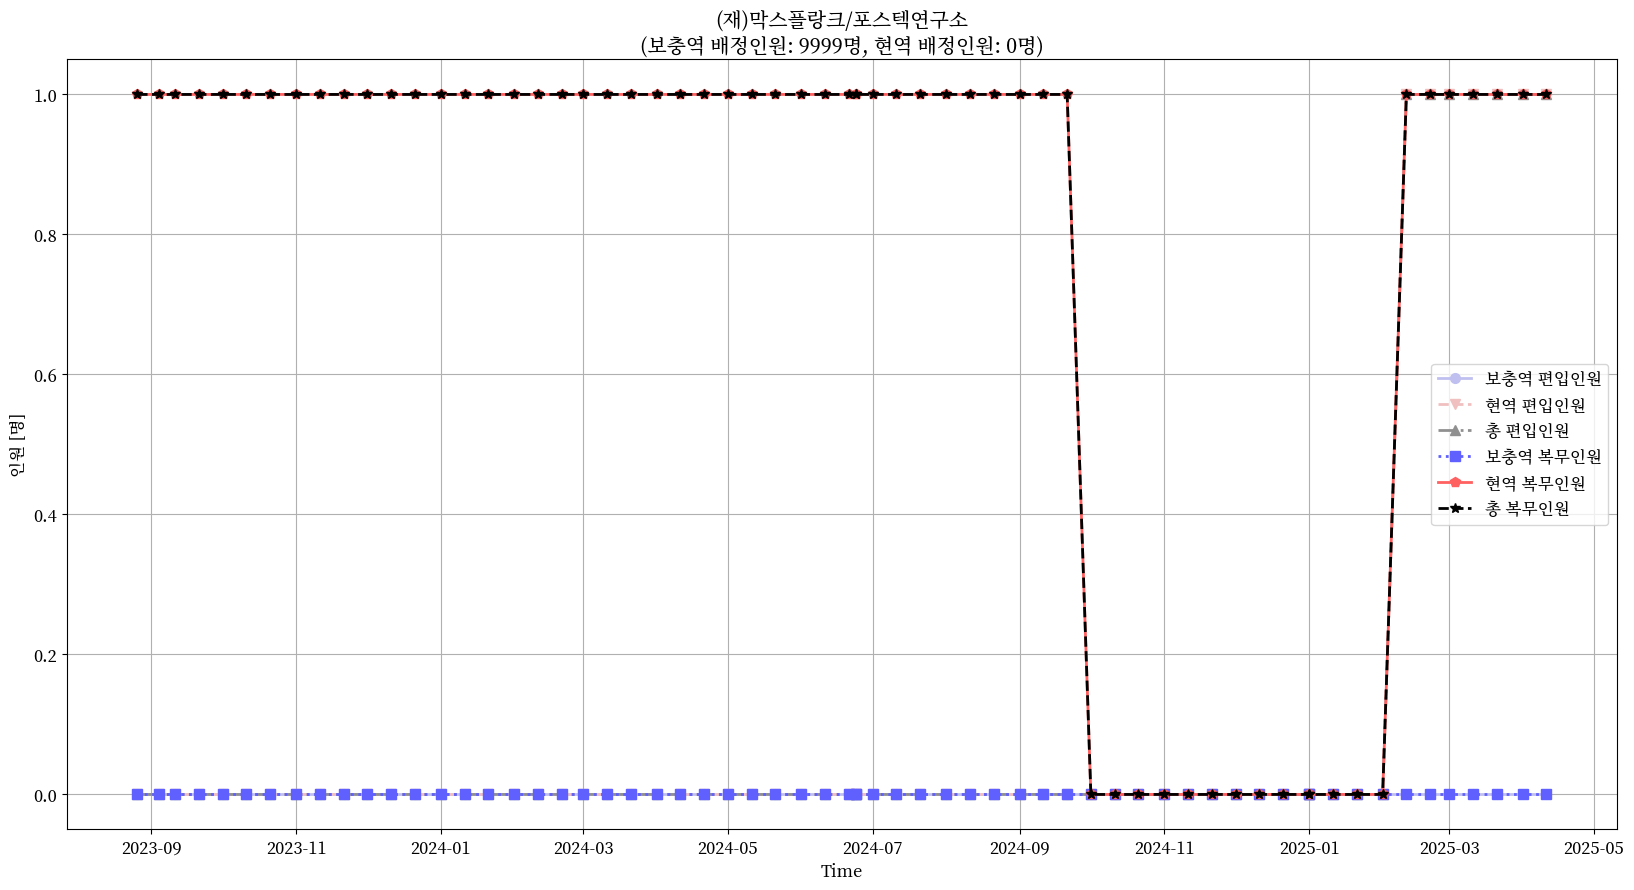 (재)막스플랑크/포스텍연구소
(보충역 배정인원: 9999명, 현역 배정인원: 0명)
인원 [명]
1.0
0.8
0.6
0.4
0.2
0.0
보충역 편입인원
현역 편입인원
총 편입인원
보충역 복무인원
현역 복무인원
총 복무인원
2023-09
2023-11
2024-01
2024-03
2024-05
2024-07
2024-09
2024-11
2025-01
2025-03
2025-05
Time